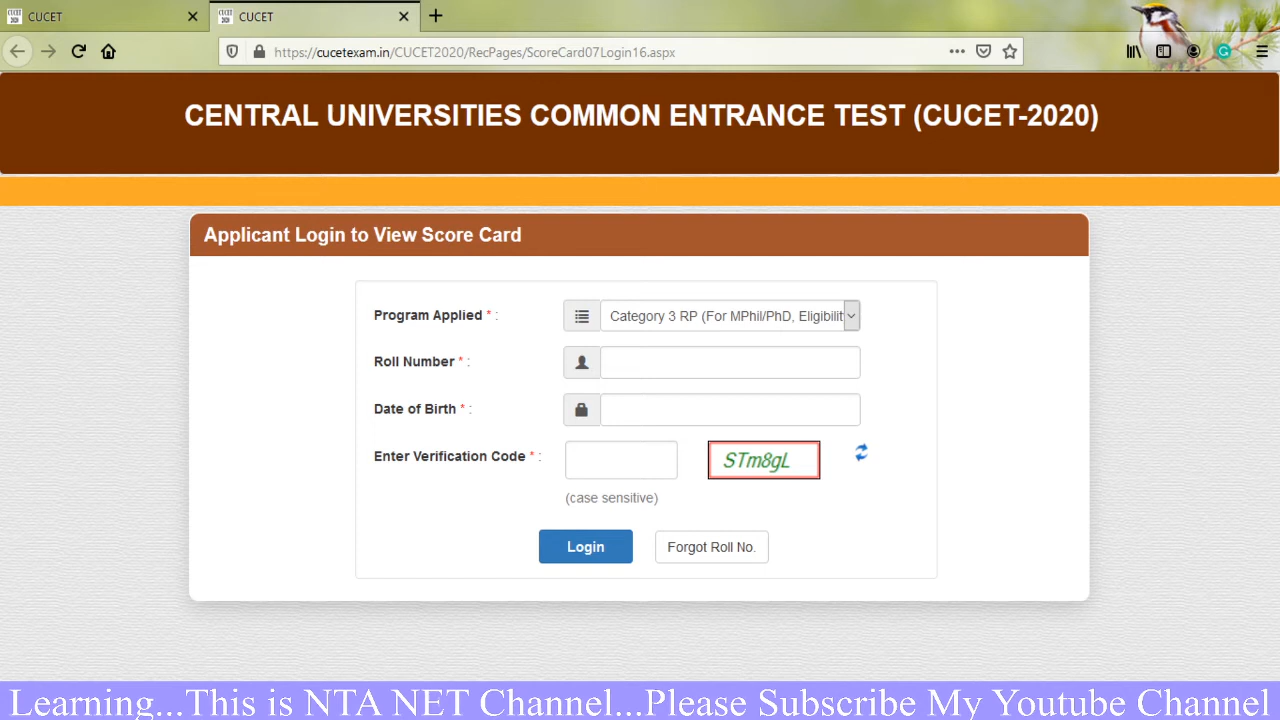 CUCET
CUCET
https://cucetexam.in/CUCET2020/RecPages/ScoreCard07Login16.aspx
CENTRAL UNIVERSITIES COMMON ENTRANCE TEST (CUCET-2020)
Applicant Login to View Score Card
Program Applied * :
Category 3 RP (For MPhil/PhD, Eligibilit
Roll Number * :
Date of Birth * :
Enter Verification Code * :
STm8gL
(case sensitive)
Login
Forgot Roll No.
Learning...This is NTA NET Channel...Please Subscribe My Youtube Channel